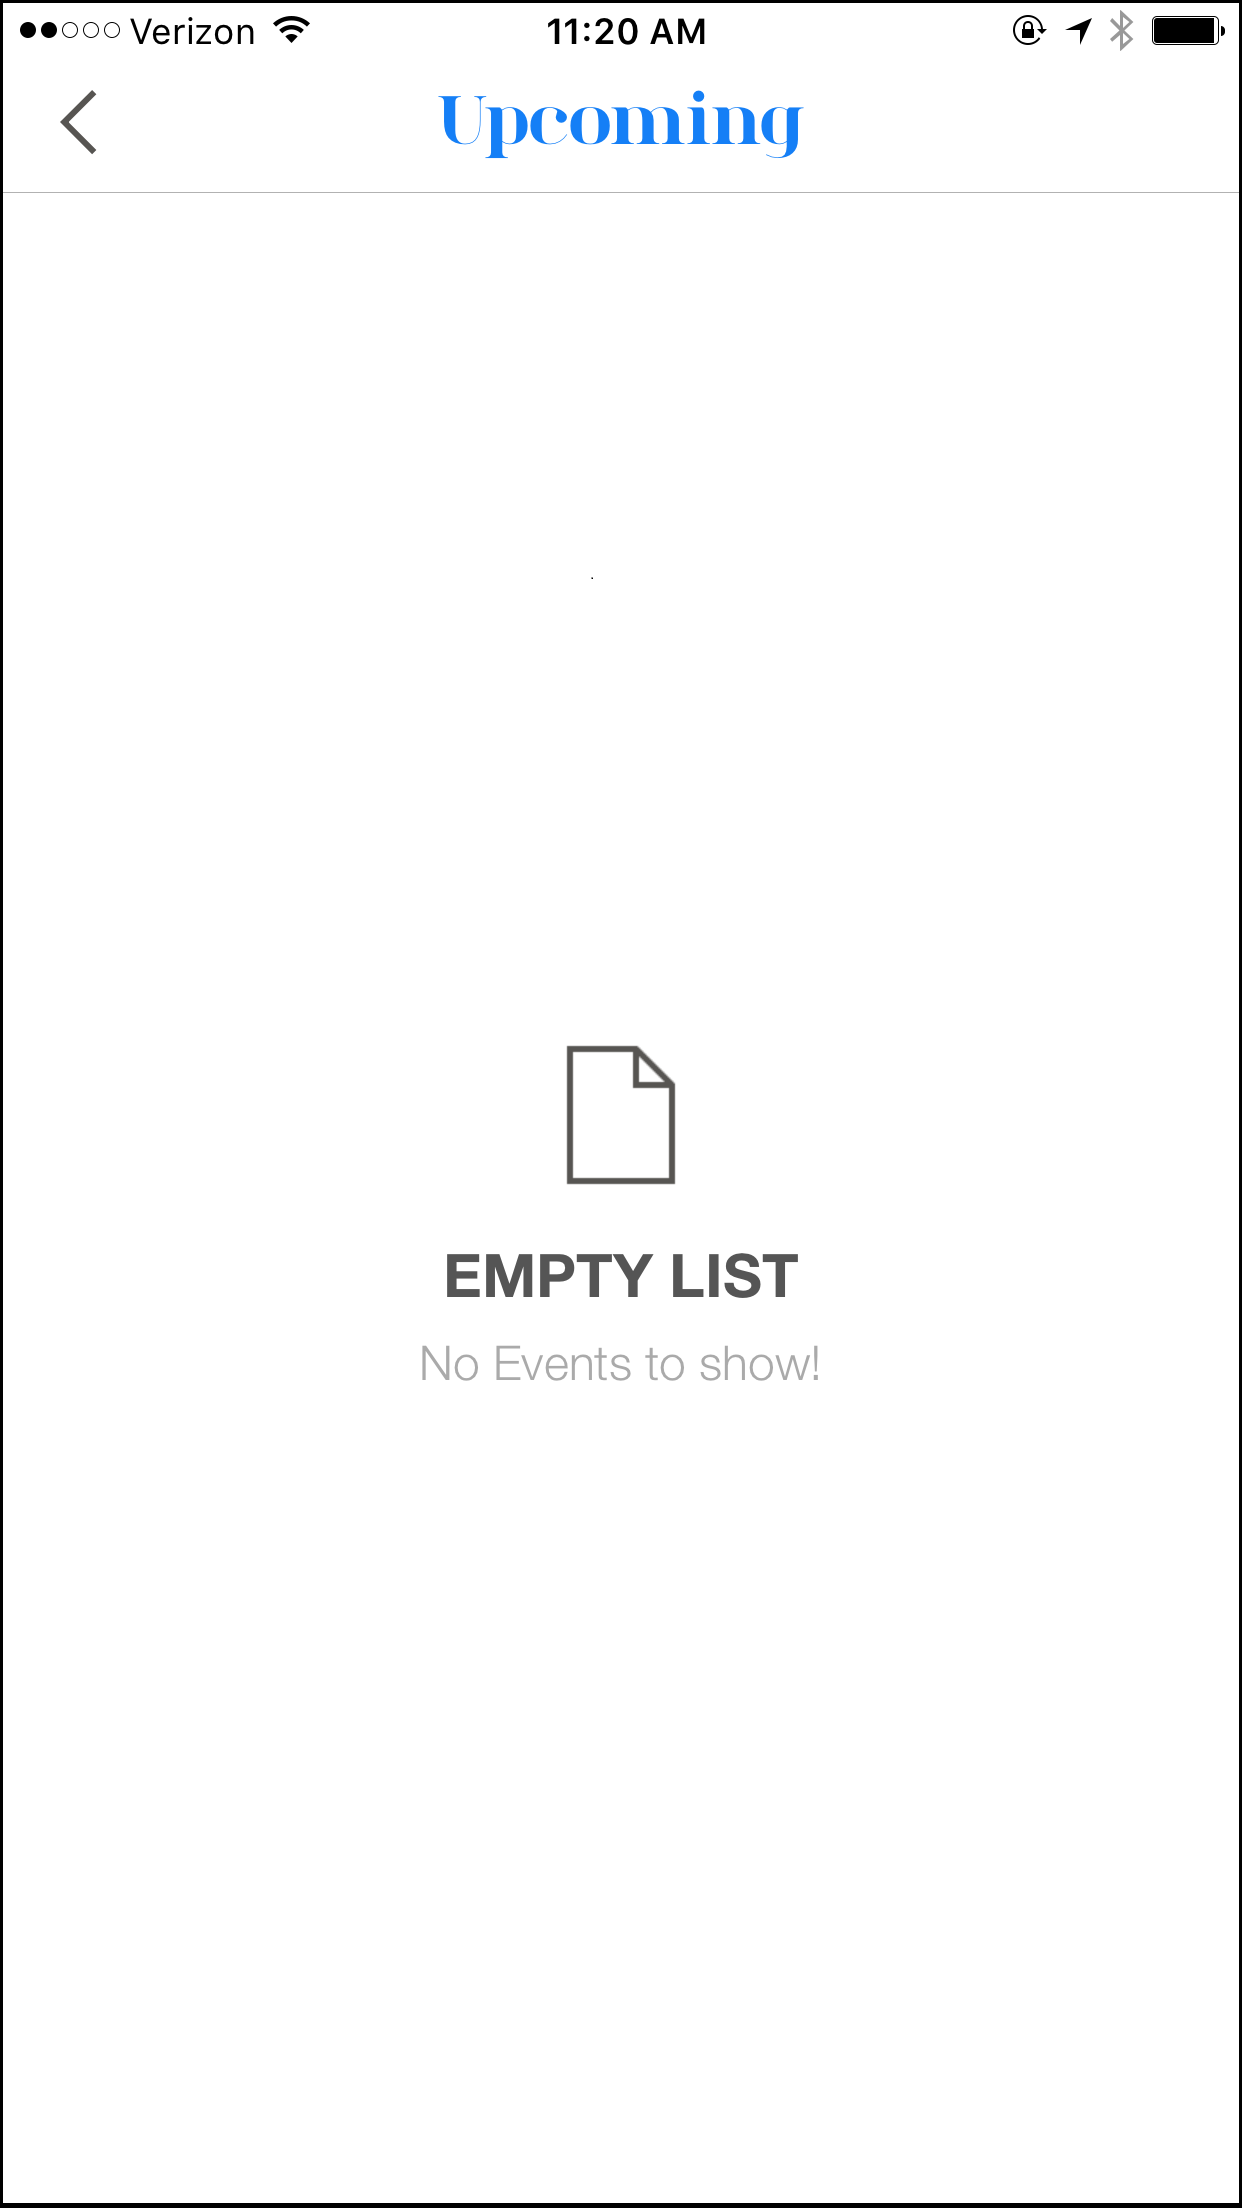 Verizon 11:20 AM
Upcoming
EMPTY LIST
No Events to show!